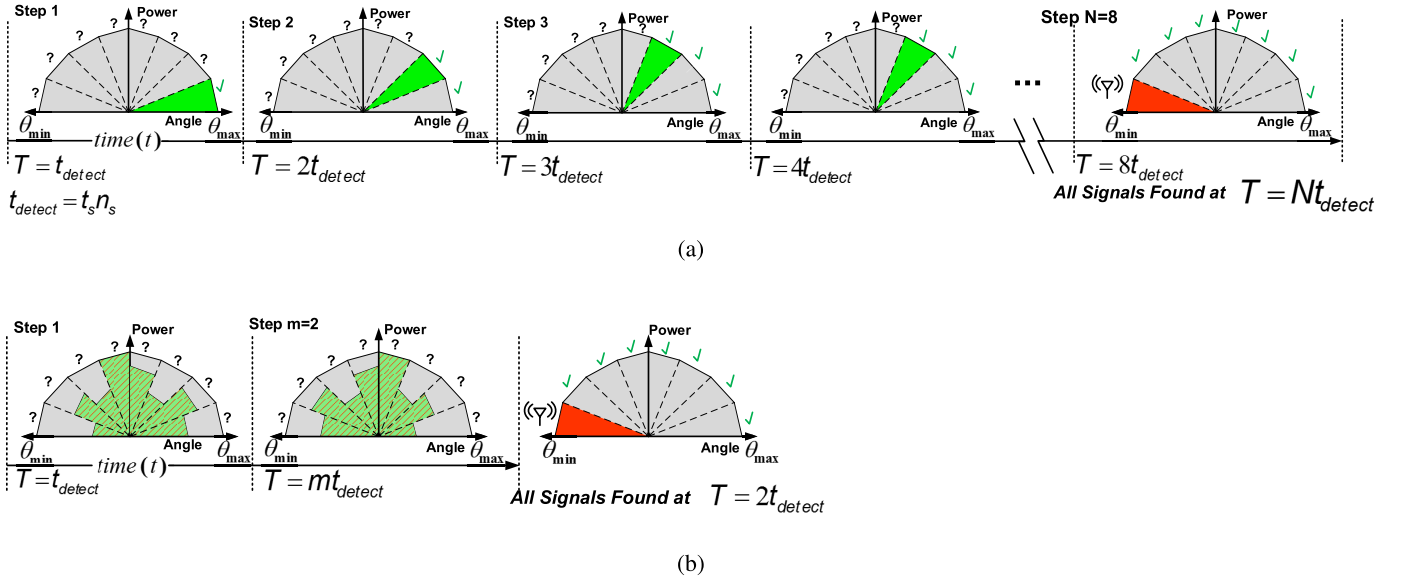 Step 1
Power
? ? ? ? ? ? ?
✓
Angle
θmin
θmax
time(t)
T = tdetect
tdetect = tsns
Step 2
Power
? ? ? ? ? ?
✓ ✓
Angle
θmin
θmax
T = 2tdetect
Step 3
Power
? ? ? ? ?
✓ ✓ ✓
Angle
θmin
θmax
T = 3tdetect
Power
? ? ? ? ?
✓ ✓ ✓
Angle
θmin
θmax
T = 4tdetect
...
Step N=8
Power
✓ ✓ ✓ ✓ ✓ ✓ ✓
Angle
θmin
θmax
T = 8tdetect
All Signals Found at T = Ntdetect
(a)
Step 1
Power
? ? ? ? ? ? ? ?
Angle
θmin
θmax
time(t)
T = tdetect
Step m=2
Power
? ? ? ? ? ? ? ?
Angle
θmin
θmax
T = mtdetect
Power
✓ ✓ ✓ ✓ ✓ ✓ ✓
Angle
θmin
θmax
All Signals Found at T = 2tdetect
(b)